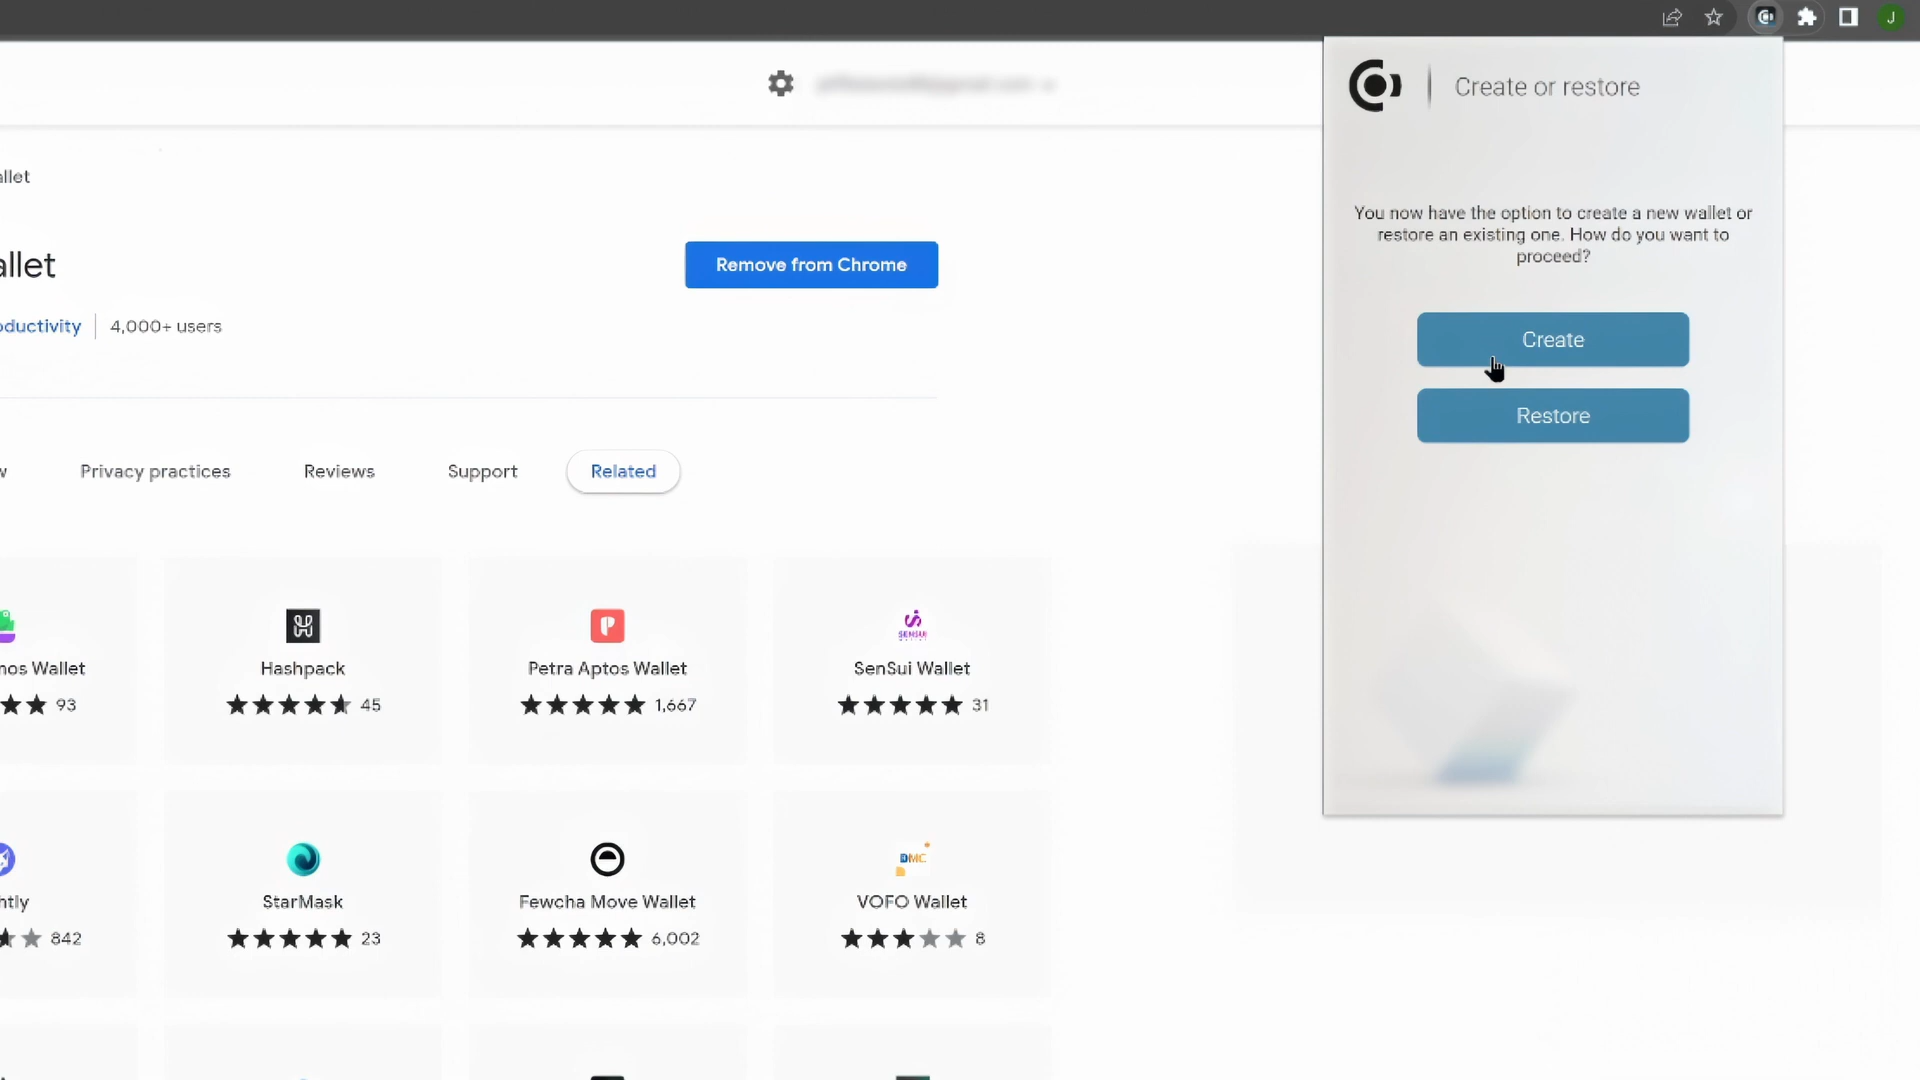 J
Create or restore
allet
You now have the option to create a new wallet or
restore an existing one. How do you want to
proceed?
allet
Remove from Chrome
oductivity
4,000+ users
Create
Restore
w
Privacy practices
Reviews
Support
Related
nos Wallet
93
Hashpack
45
Petra Aptos Wallet
1,667
SENSUI
SenSui Wallet
31
htly
842
StarMask
23
Fewcha Move Wallet
6,002
DMC
VOFO Wallet
8